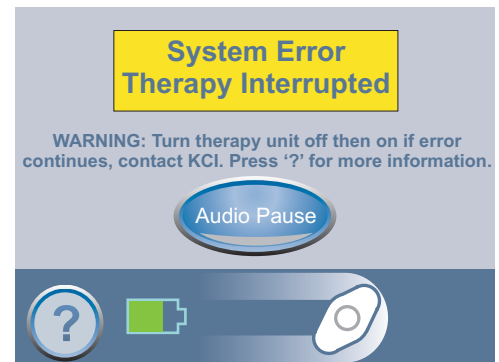 System Error
Therapy Interrupted
WARNING: Turn therapy unit off then on if error
continues, contact KCI. Press ‘?’ for more information.
Audio Pause
?